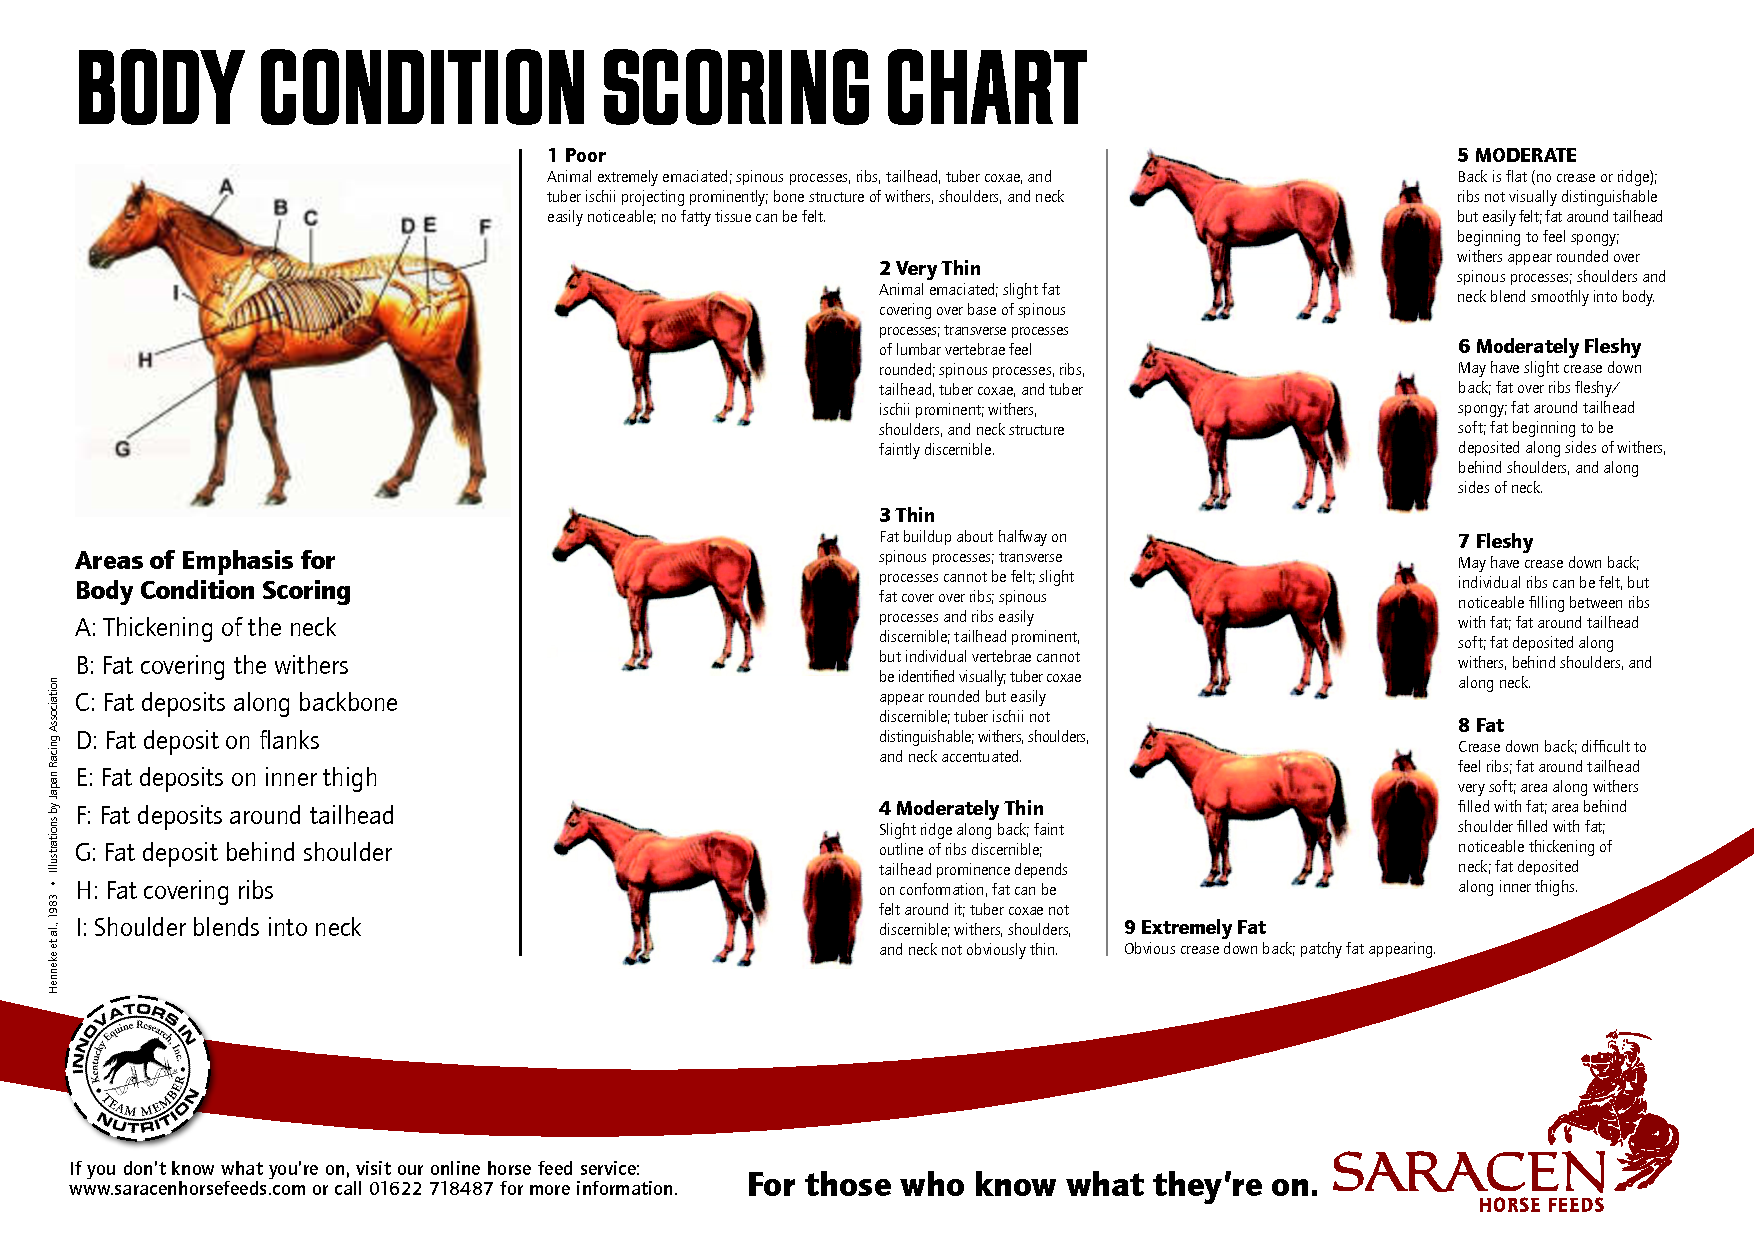 BODY CONDITION SCORING CHART
A
B
C
D
E
F
I
H
G
Areas of Emphasis for
Body Condition Scoring
A: Thickening of the neck
B: Fat covering the withers
C: Fat deposits along backbone
D: Fat deposit on flanks
E: Fat deposits on inner thigh
F: Fat deposits around tailhead
G: Fat deposit behind shoulder
H: Fat covering ribs
I: Shoulder blends into neck
Henneke et al., 1983 • Illustrations by Japan Racing Association
1 Poor
Animal extremely emaciated; spinous processes, ribs, tailhead, tuber coxae, and
tuber ischii projecting prominently; bone structure of withers, shoulders, and neck
easily noticeable; no fatty tissue can be felt.
2 Very Thin
Animal emaciated; slight fat
covering over base of spinous
processes; transverse processes
of lumbar vertebrae feel
rounded; spinous processes, ribs,
tailhead, tuber coxae, and tuber
ischii prominent; withers,
shoulders, and neck structure
faintly discernible.
3 Thin
Fat buildup about halfway on
spinous processes; transverse
processes cannot be felt; slight
fat cover over ribs; spinous
processes and ribs easily
discernible; tailhead prominent,
but individual vertebrae cannot
be identified visually; tuber coxae
appear rounded but easily
discernible; tuber ischii not
distinguishable; withers, shoulders,
and neck accentuated.
4 Moderately Thin
Slight ridge along back; faint
outline of ribs discernible;
tailhead prominence depends
on conformation, fat can be
felt around it; tuber coxae not
discernible; withers, shoulders,
and neck not obviously thin.
5 MODERATE
Back is flat (no crease or ridge);
ribs not visually distinguishable
but easily felt; fat around tailhead
beginning to feel spongy;
withers appear rounded over
spinous processes; shoulders and
neck blend smoothly into body.
6 Moderately Fleshy
May have slight crease down
back; fat over ribs fleshy/
spongy; fat around tailhead
soft; fat beginning to be
deposited along sides of withers,
behind shoulders, and along
sides of neck.
7 Fleshy
May have crease down back;
individual ribs can be felt, but
noticeable filling between ribs
with fat; fat around tailhead
soft; fat deposited along
withers, behind shoulders, and
along neck.
8 Fat
Crease down back; difficult to
feel ribs; fat around tailhead
very soft; area along withers
filled with fat; area behind
shoulder filled with fat;
noticeable thickening of
neck; fat deposited
along inner thighs.
9 Extremely Fat
Obvious crease down back; patchy fat appearing.
INNOVATORS IN
NUTRITION
Kentucky Equine Research, Inc.
• TEAM MEMBER •
If you don't know what you're on, visit our online horse feed service:
www.saracenhorsefeeds.com or call 01622 718487 for more information.
For those who know what they're on.
SARACEN
HORSE FEEDS